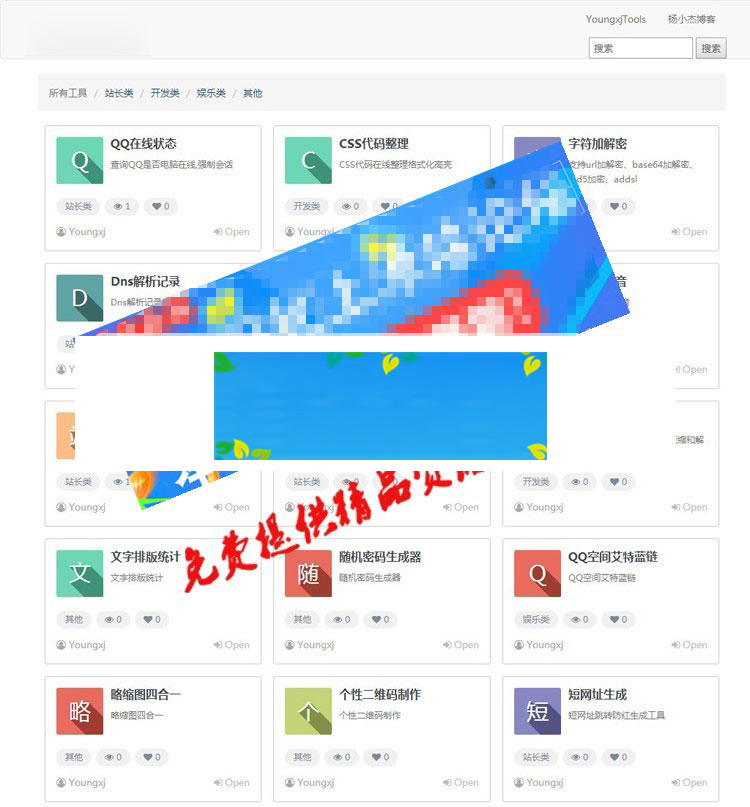 YoungxjTools 杨小杰博客
搜索 搜索
所有工具 / 站长类 / 开发类 / 娱乐类 / 其他
Q QQ在线状态
查询QQ是否电脑在线,强制会话
站长类 1 0
Youngxj Open
C CSS代码整理
CSS代码在线整理格式化高亮
开发类 0 0
字符加解密
支持url加解密、base64加解密、
d5加密、addsl
0
Open
D Dns解析记录
Dns解析记录
音
Open
站长类 1
Youngxj Open
站长类 0
Open
缩和解
开发类 0 0
Youngxj Open
免费提供精品
文 文字排版统计
文字排版统计
其他 0 0
Youngxj Open
随 随机密码生成器
随机密码生成器
其他 0 0
Youngxj Open
Q QQ空间艾特蓝链
QQ空间艾特蓝链
娱乐类 0 0
Youngxj Open
略 略缩图四合一
略缩图四合一
其他 0 0
Youngxj Open
个 个性二维码制作
个性二维码制作
其他 0 0
Youngxj Open
短 短网址生成
短网址跳转防红生成工具
站长类 0 0
Youngxj Open